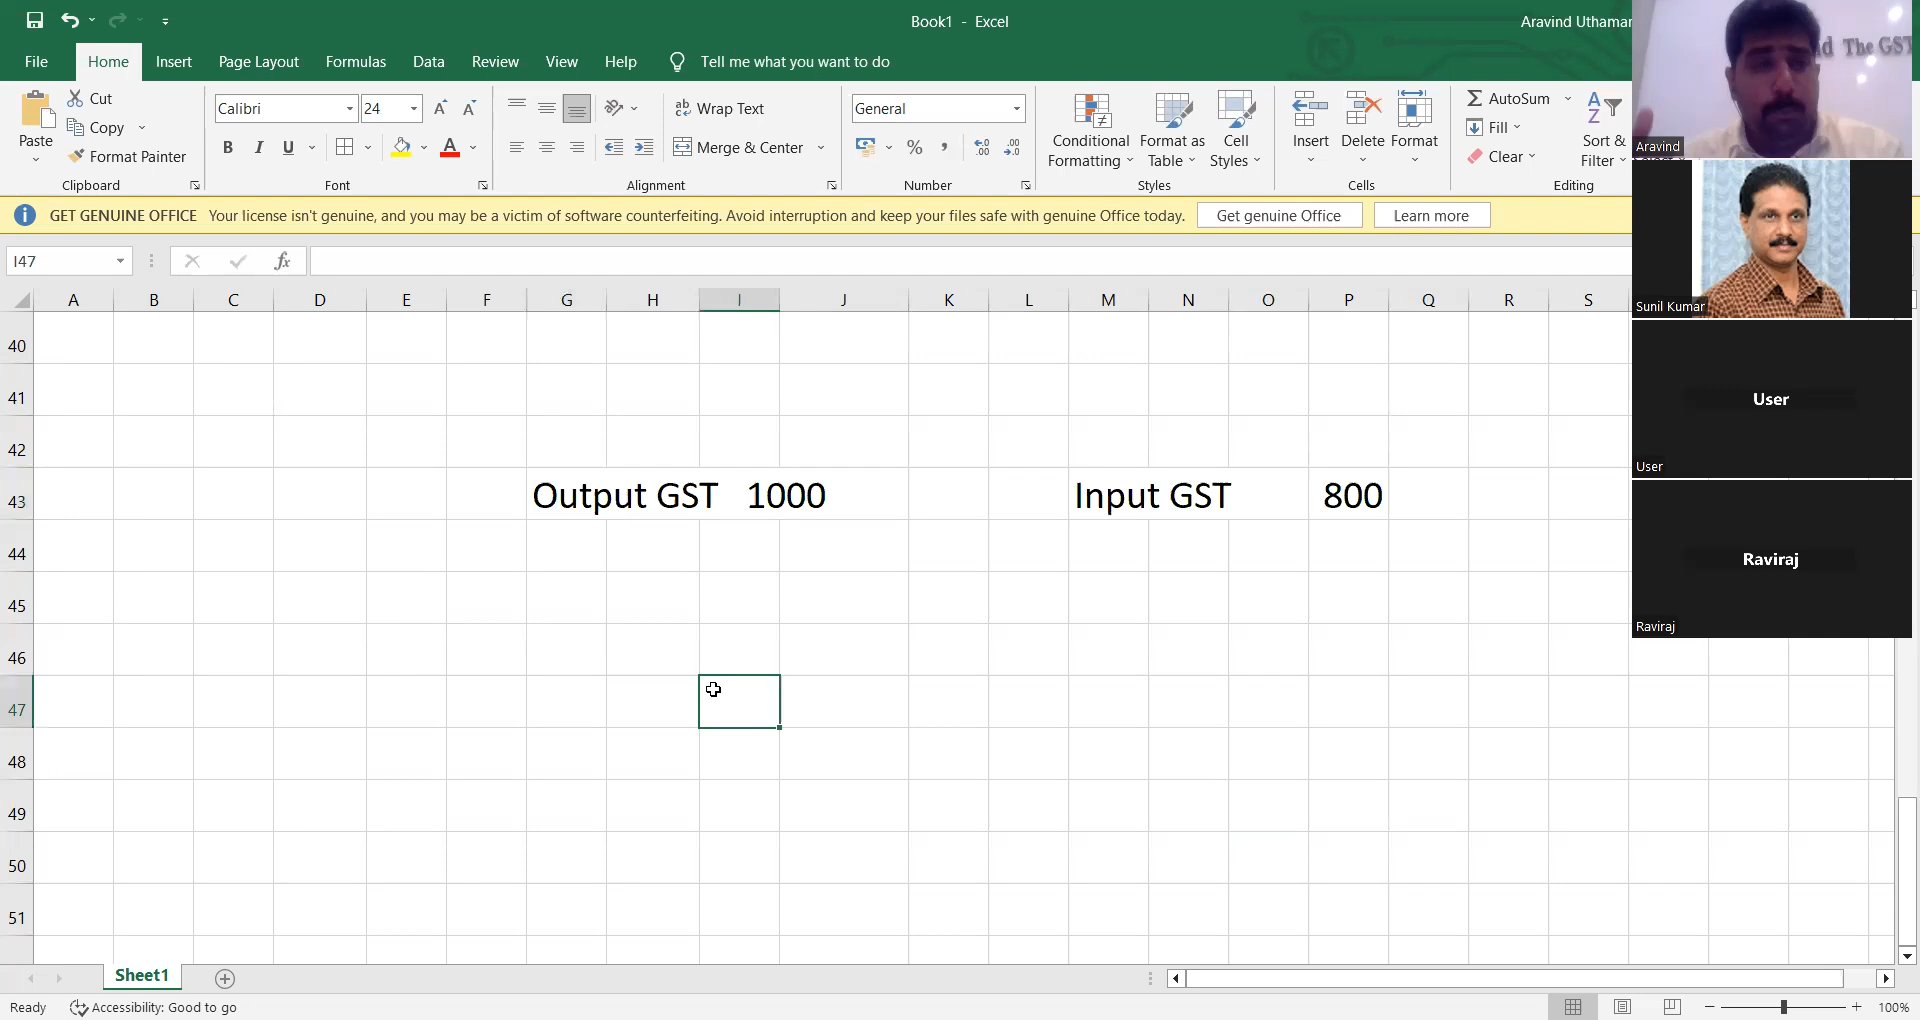 Book1 - Excel
Aravind Uthaman
File Home Insert Page Layout Formulas Data Review View Help Tell me what you want to do
Paste
Cut
Copy
Format Painter
Clipboard
Calibri 24
B I U
Font
Wrap Text
Merge & Center
Alignment
General
Number
Conditional Formatting
Format as Table
Cell Styles
Styles
Insert
Delete
Format
Cells
AutoSum
Fill
Clear
Sort & Filter
Editing
GET GENUINE OFFICE Your license isn't genuine, and you may be a victim of software counterfeiting. Avoid interruption and keep your files safe with genuine Office today. Get genuine Office Learn more
I47 fx
A B C D E F G H I J K L M N O P Q R S
40
41
42
43 Output GST 1000 Input GST 800
44
45
46
47
48
49
50
51
Sheet1
Ready Accessibility: Good to go 100%
The GST
Aravind
Sunil Kumar
User
User
Raviraj
Raviraj